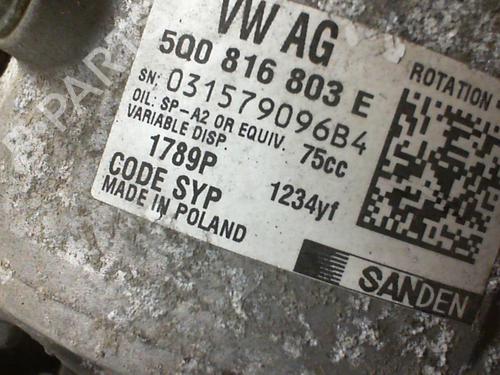 VW AG
5Q0 816 803 E
ROTATION
SN: 031579096B4
OIL: SP-A2 OR EQUIV. 75cc
VARIABLE DISP.
1789P 1234yf
CODE SYP
MADE IN POLAND
SANDEN